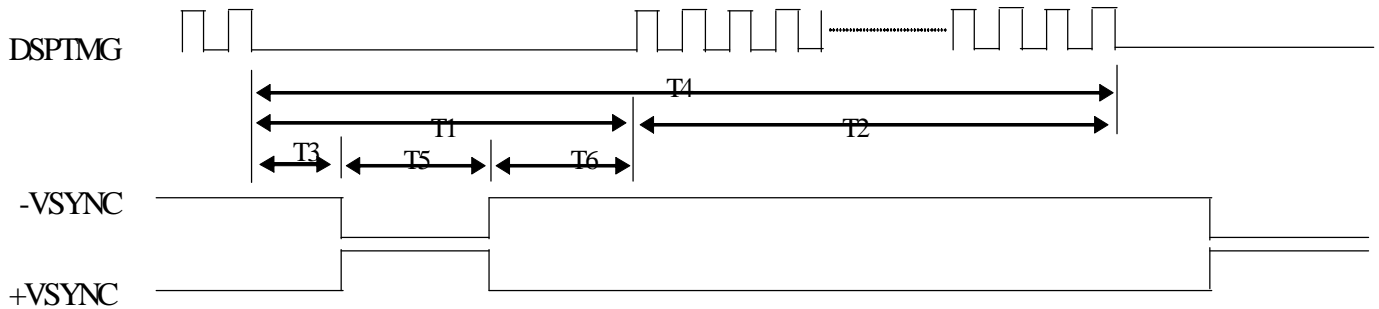 DSPTMG
T4
T1
T2
T3
T5
T6
-VSYNC
+VSYNC